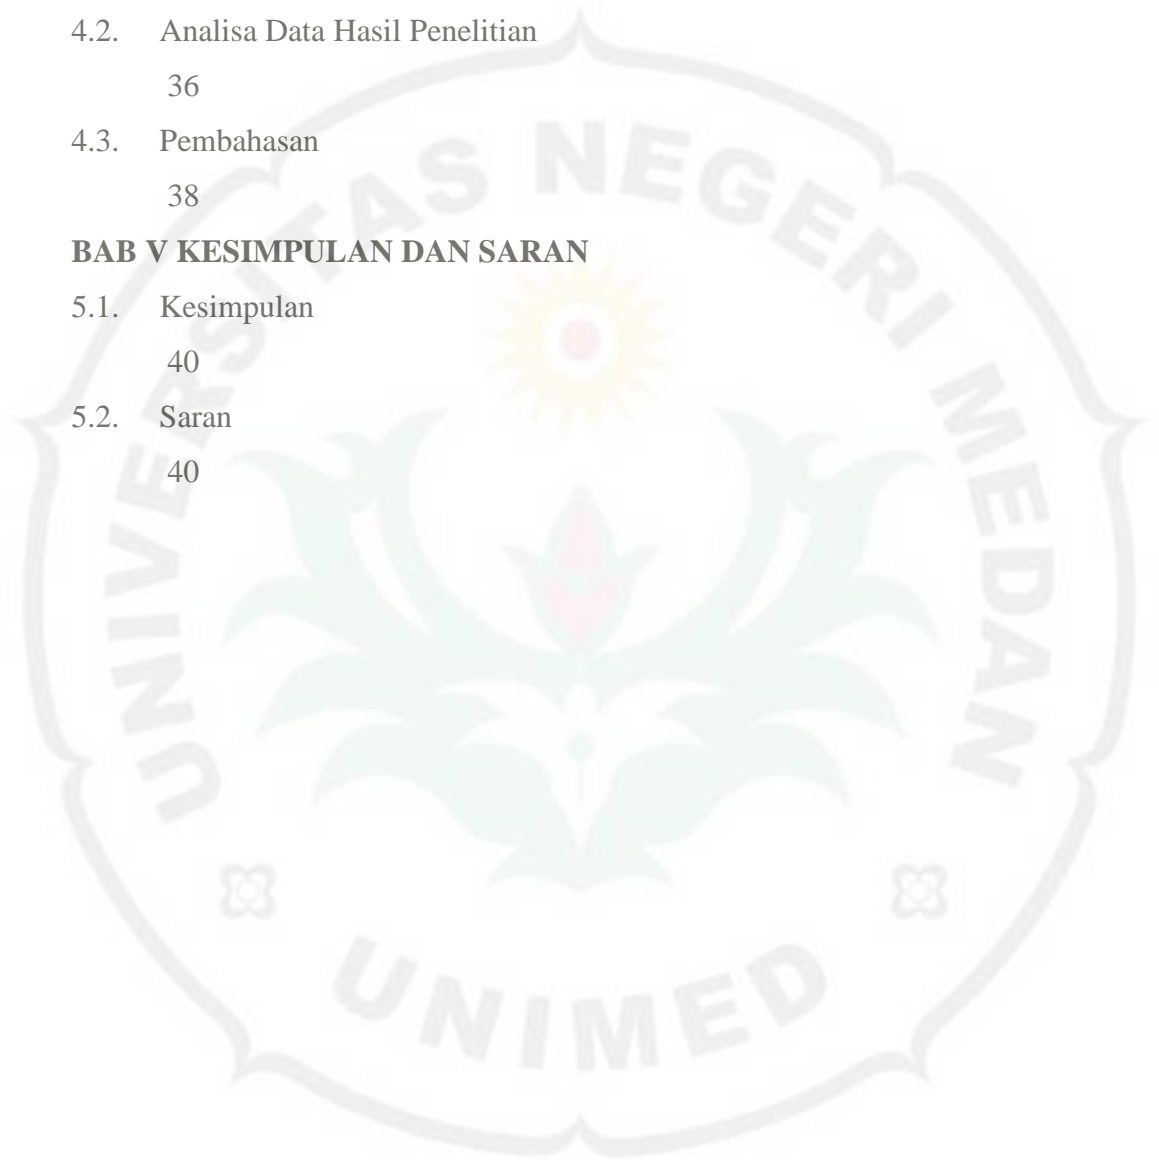 4.2. Analisa Data Hasil Penelitian
36
4.3. Pembahasan
38
BAB V KESIMPULAN DAN SARAN
5.1. Kesimpulan
40
5.2. Saran
40
UNIVERSITAS NEGERI MEDAN
UNIMED